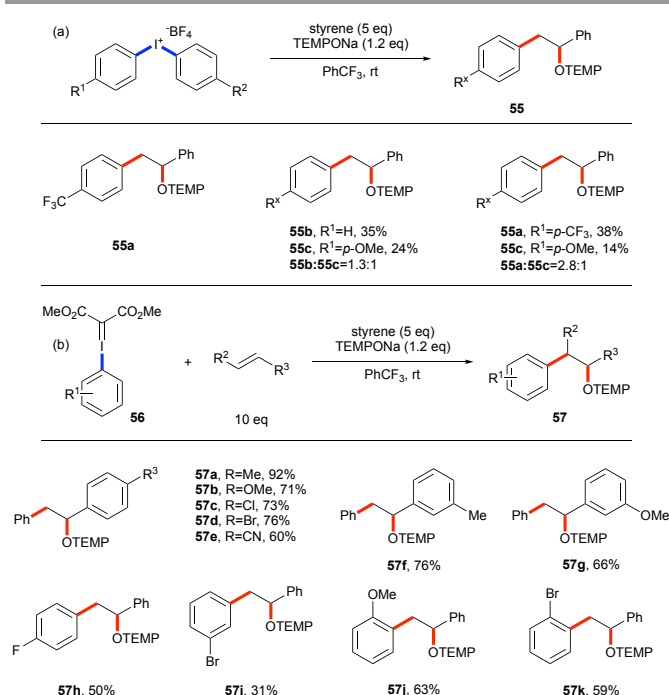 (a)
I⁺
⁻BF₄
R¹
R²
styrene (5 eq)
TEMPONa (1.2 eq)
PhCF₃, rt
Ph
OTEMP
Rˣ
55
Ph
OTEMP
F₃C
55a
Ph
OTEMP
Rˣ
55b, R¹=H, 35%
55c, R¹=p-OMe, 24%
55b:55c=1.3:1
Ph
OTEMP
Rˣ
55a, R¹=p-CF₃, 38%
55c, R¹=p-OMe, 14%
55a:55c=2.8:1
MeO₂C
CO₂Me
(b)
I
R¹
56
+
R²
R³
10 eq
styrene (5 eq)
TEMPONa (1.2 eq)
PhCF₃, rt
R²
R³
R¹
OTEMP
57
R³
Ph
OTEMP
57a, R=Me, 92%
57b, R=OMe, 71%
57c, R=Cl, 73%
57d, R=Br, 76%
57e, R=CN, 60%
Ph
Me
OTEMP
57f, 76%
Ph
OMe
OTEMP
57g, 66%
Ph
OTEMP
F
57h, 50%
Ph
OTEMP
Br
57i, 31%
OMe
Ph
OTEMP
57j, 63%
Br
Ph
OTEMP
57k, 59%